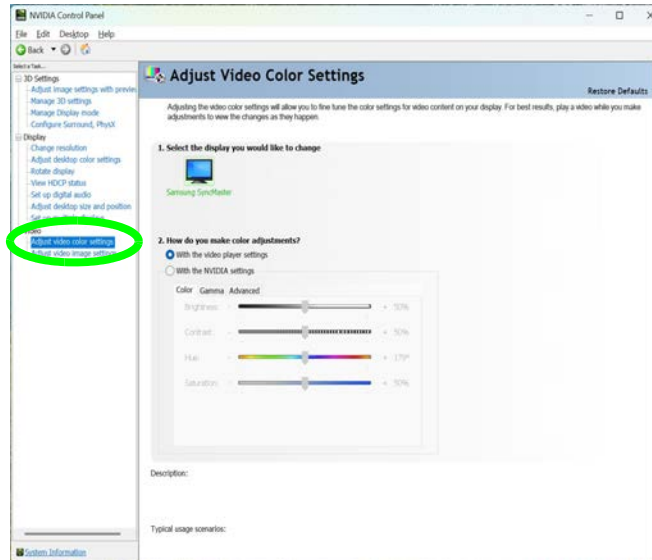 NVIDIA Control Panel
File Edit Desktop Help
Back
Select a Task...
3D Settings
Adjust image settings with preview
Manage 3D settings
Manage Display mode
Configure Surround, PhysX
Display
Change resolution
Adjust desktop color settings
Rotate display
View HDCP status
Set up digital audio
Adjust desktop size and position
Video
Adjust video color settings
Adjust video image settings
System Information
Adjust Video Color Settings
Restore Defaults
Adjusting the video color settings will allow you to fine tune the color settings for video content on your display. For best results, play a video while you make
adjustments to view the changes as they happen.
1. Select the display you would like to change
Samsung SyncMaster
2. How do you make color adjustments?
With the video player settings
With the NVIDIA settings
Color Gamma Advanced
Brightness: - + 50%
Contrast: - + 50%
Hue: - + 179°
Saturation: - + 50%
Description:
Typical usage scenarios: